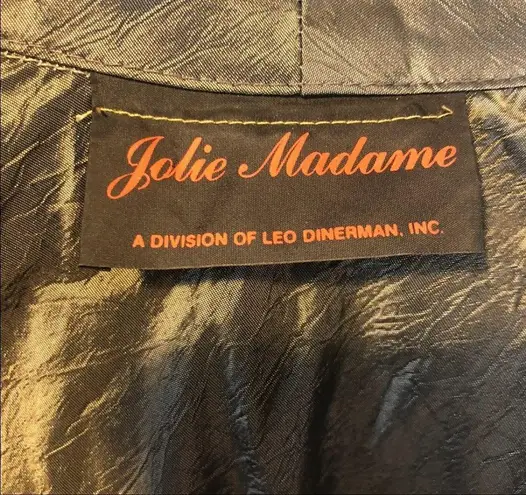 Jolie Madame
A DIVISION OF LEO DINERMAN, INC.